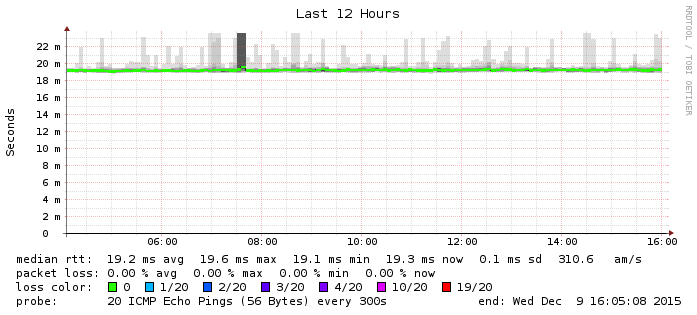 Last 12 Hours
RRDTOOL / TOBI OETIKER
Seconds
22 m
20 m
18 m
16 m
14 m
12 m
10 m
8 m
6 m
4 m
2 m
0
06:00 08:00 10:00 12:00 14:00 16:00
median rtt: 19.2 ms avg 19.6 ms max 19.1 ms min 19.3 ms now 0.1 ms sd 310.6 am/s
packet loss: 0.00 % avg 0.00 % max 0.00 % min 0.00 % now
loss color: 0 1/20 2/20 3/20 4/20 10/20 19/20
probe: 20 ICMP Echo Pings (56 Bytes) every 300s end: Wed Dec 9 16:05:08 2015